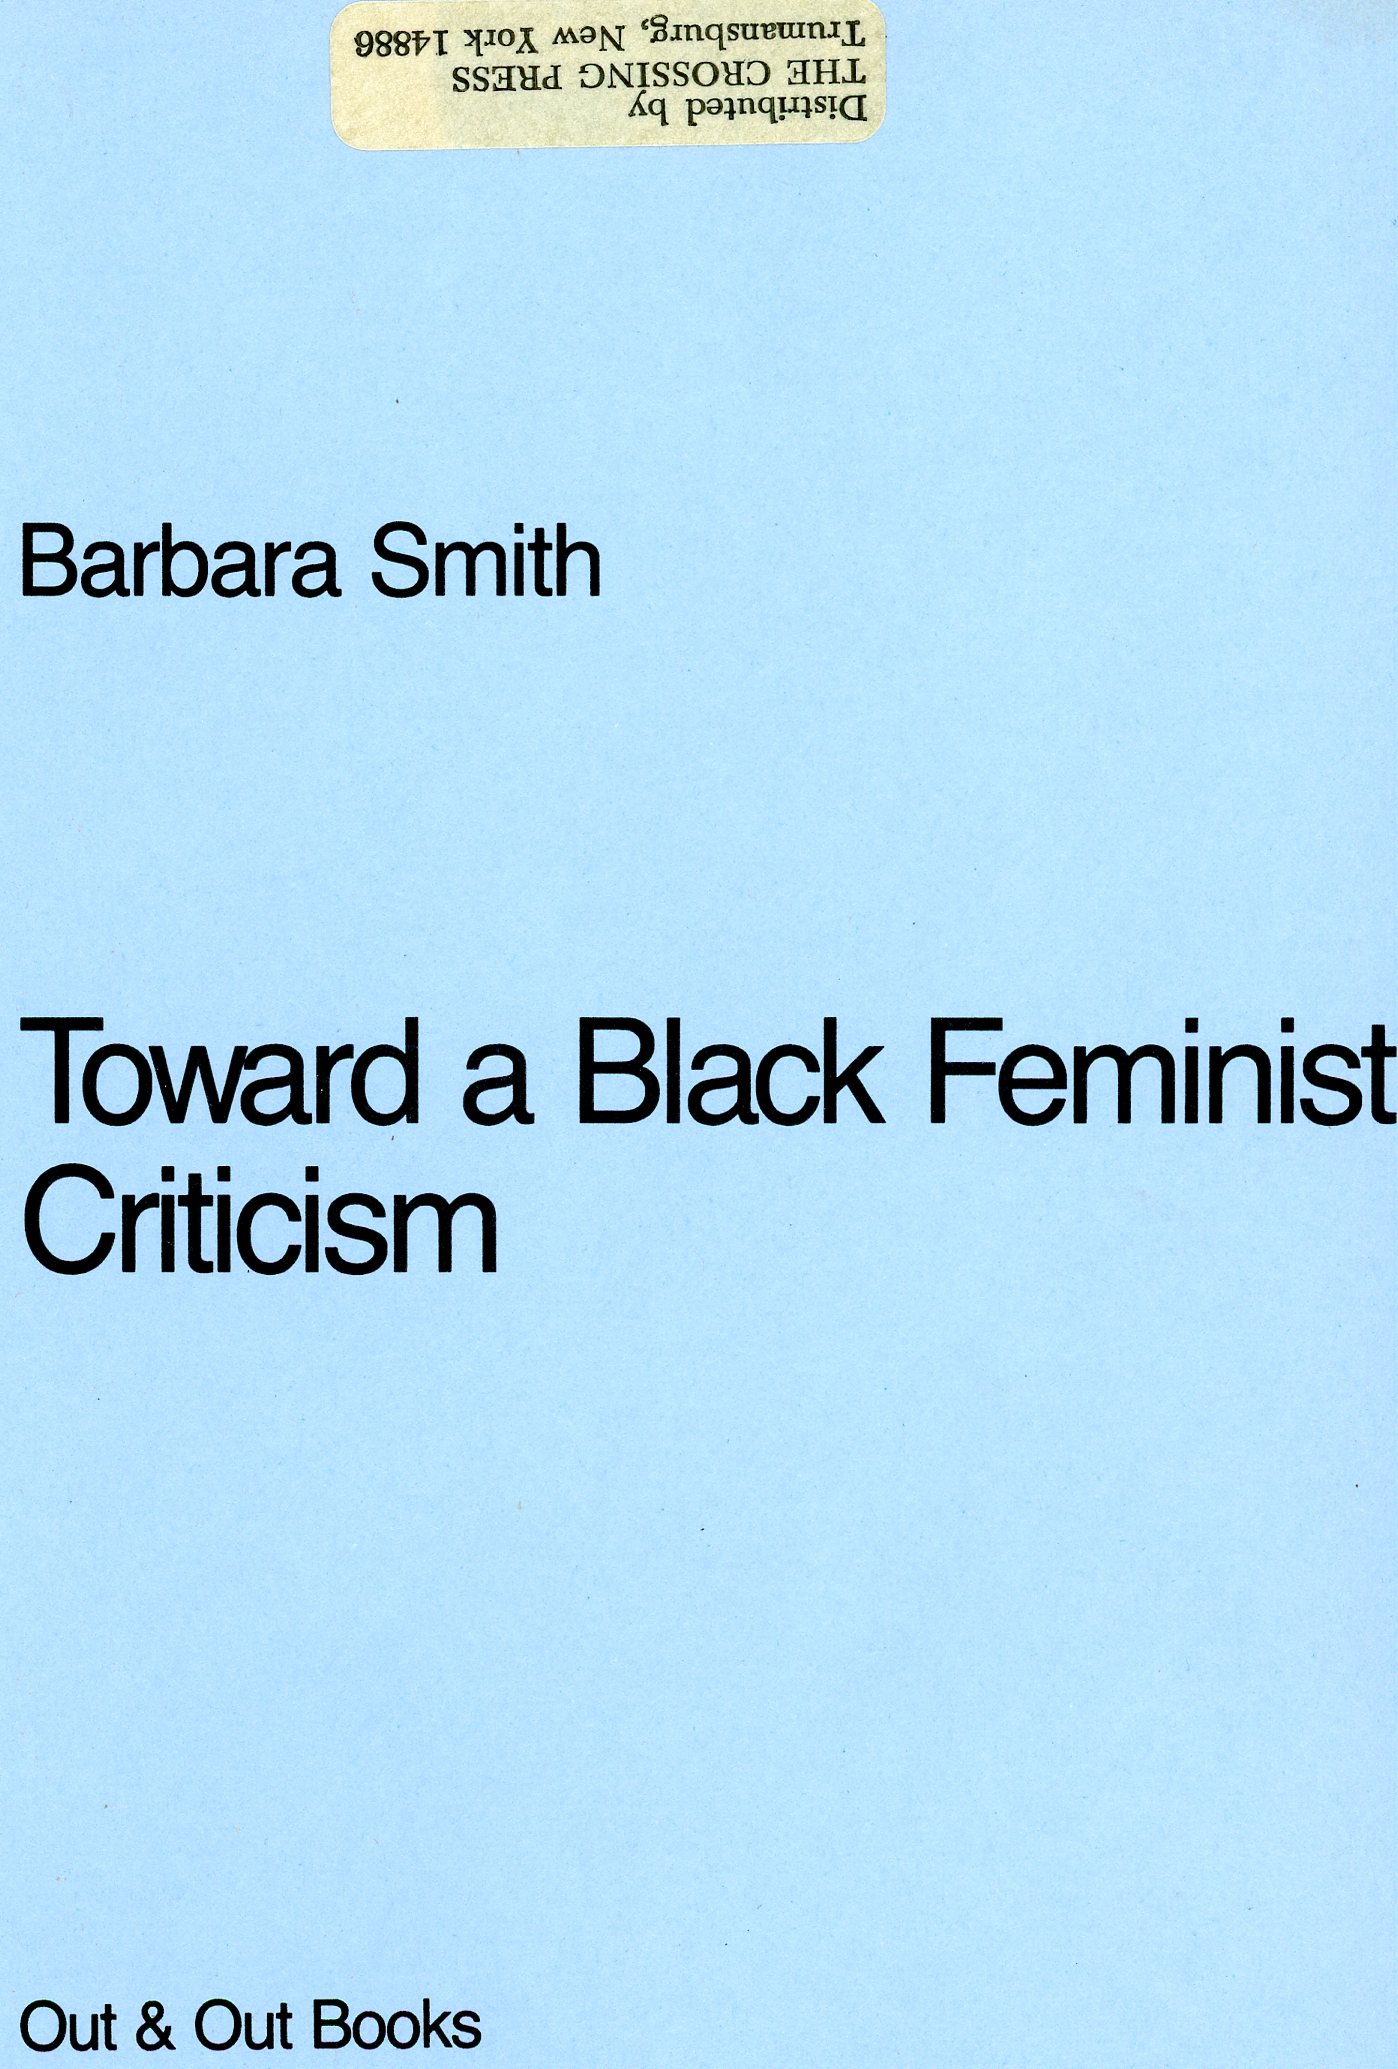 Distributed by
THE CROSSING PRESS
Trumansburg, New York 14886
Barbara Smith
Toward a Black Feminist
Criticism
Out & Out Books